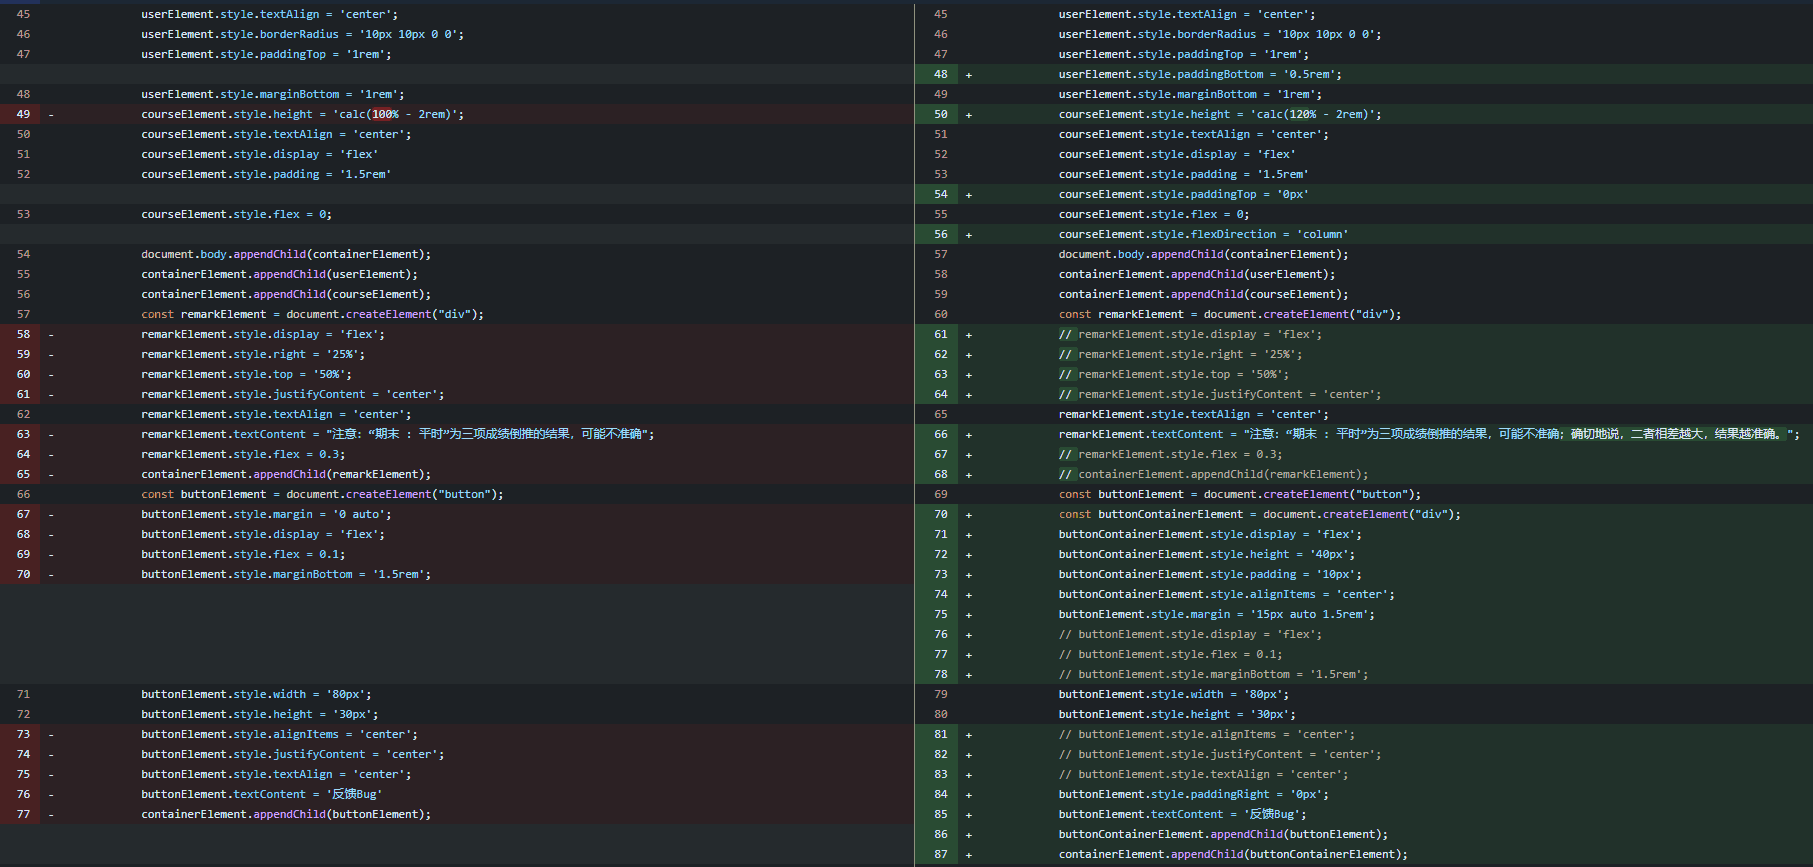 45 userElement.style.textAlign = 'center';
46 userElement.style.borderRadius = '10px 10px 0 0';
47 userElement.style.paddingTop = '1rem';
48 userElement.style.marginBottom = '1rem';
49 - courseElement.style.height = 'calc(100% - 2rem)';
50 courseElement.style.textAlign = 'center';
51 courseElement.style.display = 'flex'
52 courseElement.style.padding = '1.5rem'
53 courseElement.style.flex = 0;
54 document.body.appendChild(containerElement);
55 containerElement.appendChild(userElement);
56 containerElement.appendChild(courseElement);
57 const remarkElement = document.createElement("div");
58 - remarkElement.style.display = 'flex';
59 - remarkElement.style.right = '25%';
60 - remarkElement.style.top = '50%';
61 - remarkElement.style.justifyContent = 'center';
62 remarkElement.style.textAlign = 'center';
63 - remarkElement.textContent = "注意：“期末 : 平时”为三项成绩倒推的结果，可能不准确";
64 - remarkElement.style.flex = 0.3;
65 - containerElement.appendChild(remarkElement);
66 const buttonElement = document.createElement("button");
67 - buttonElement.style.margin = '0 auto';
68 - buttonElement.style.display = 'flex';
69 - buttonElement.style.flex = 0.1;
70 - buttonElement.style.marginBottom = '1.5rem';
71 buttonElement.style.width = '80px';
72 buttonElement.style.height = '30px';
73 - buttonElement.style.alignItems = 'center';
74 - buttonElement.style.justifyContent = 'center';
75 - buttonElement.style.textAlign = 'center';
76 - buttonElement.textContent = '反馈Bug'
77 - containerElement.appendChild(buttonElement);
45 userElement.style.textAlign = 'center';
46 userElement.style.borderRadius = '10px 10px 0 0';
47 userElement.style.paddingTop = '1rem';
48 + userElement.style.paddingBottom = '0.5rem';
49 userElement.style.marginBottom = '1rem';
50 + courseElement.style.height = 'calc(120% - 2rem)';
51 courseElement.style.textAlign = 'center';
52 courseElement.style.display = 'flex'
53 courseElement.style.padding = '1.5rem'
54 + courseElement.style.paddingTop = '0px'
55 courseElement.style.flex = 0;
56 + courseElement.style.flexDirection = 'column'
57 document.body.appendChild(containerElement);
58 containerElement.appendChild(userElement);
59 containerElement.appendChild(courseElement);
60 const remarkElement = document.createElement("div");
61 + // remarkElement.style.display = 'flex';
62 + // remarkElement.style.right = '25%';
63 + // remarkElement.style.top = '50%';
64 + // remarkElement.style.justifyContent = 'center';
65 remarkElement.style.textAlign = 'center';
66 + remarkElement.textContent = "注意：“期末 : 平时”为三项成绩倒推的结果，可能不准确；确切地说，二者相差越大，结果越准确。";
67 + // remarkElement.style.flex = 0.3;
68 + // containerElement.appendChild(remarkElement);
69 const buttonElement = document.createElement("button");
70 + const buttonContainerElement = document.createElement("div");
71 + buttonContainerElement.style.display = 'flex';
72 + buttonContainerElement.style.height = '40px';
73 + buttonContainerElement.style.padding = '10px';
74 + buttonContainerElement.style.alignItems = 'center';
75 + buttonElement.style.margin = '15px auto 1.5rem';
76 + // buttonElement.style.display = 'flex';
77 + // buttonElement.style.flex = 0.1;
78 + // buttonElement.style.marginBottom = '1.5rem';
79 buttonElement.style.width = '80px';
80 buttonElement.style.height = '30px';
81 + // buttonElement.style.alignItems = 'center';
82 + // buttonElement.style.justifyContent = 'center';
83 + // buttonElement.style.textAlign = 'center';
84 + buttonElement.style.paddingRight = '0px';
85 + buttonElement.textContent = '反馈Bug';
86 + buttonContainerElement.appendChild(buttonElement);
87 + containerElement.appendChild(buttonContainerElement);